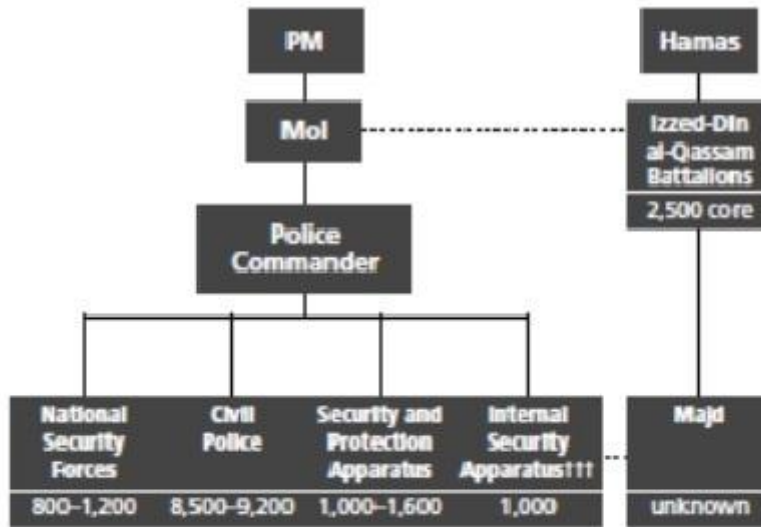 PM
Hamas
MoI
Izzed-Din
al-Qassam
Battalions
2,500 core
Police
Commander
National
Security
Forces
800–1,200
Civil
Police
8,500–9,200
Security and
Protection
Apparatus
1,000–1,600
Internal
Security
Apparatus†††
1,000
Majd
unknown